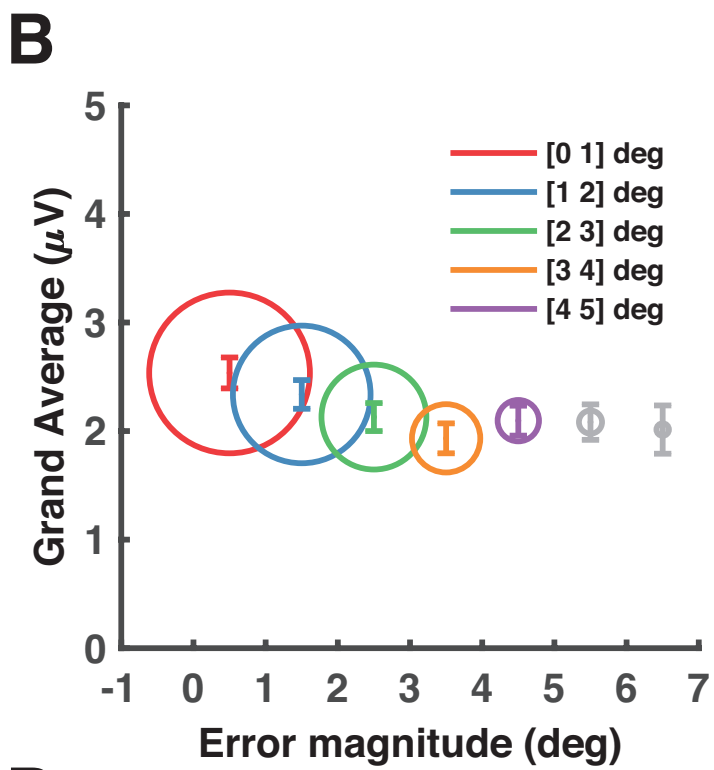 B
5
4
3
2
1
0
Grand Average (μV)
[0 1] deg
[1 2] deg
[2 3] deg
[3 4] deg
[4 5] deg
-1 0 1 2 3 4 5 6 7
Error magnitude (deg)